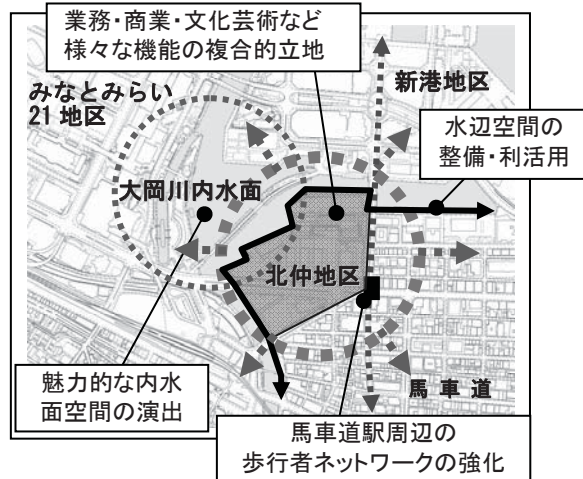 業務・商業・文化芸術など
様々な機能の複合的立地
みなとみらい
21地区
新港地区
水辺空間の
整備・利活用
大岡川内水面
北仲地区
魅力的な内水
面空間の演出
馬車道
馬車道駅周辺の
歩行者ネットワークの強化